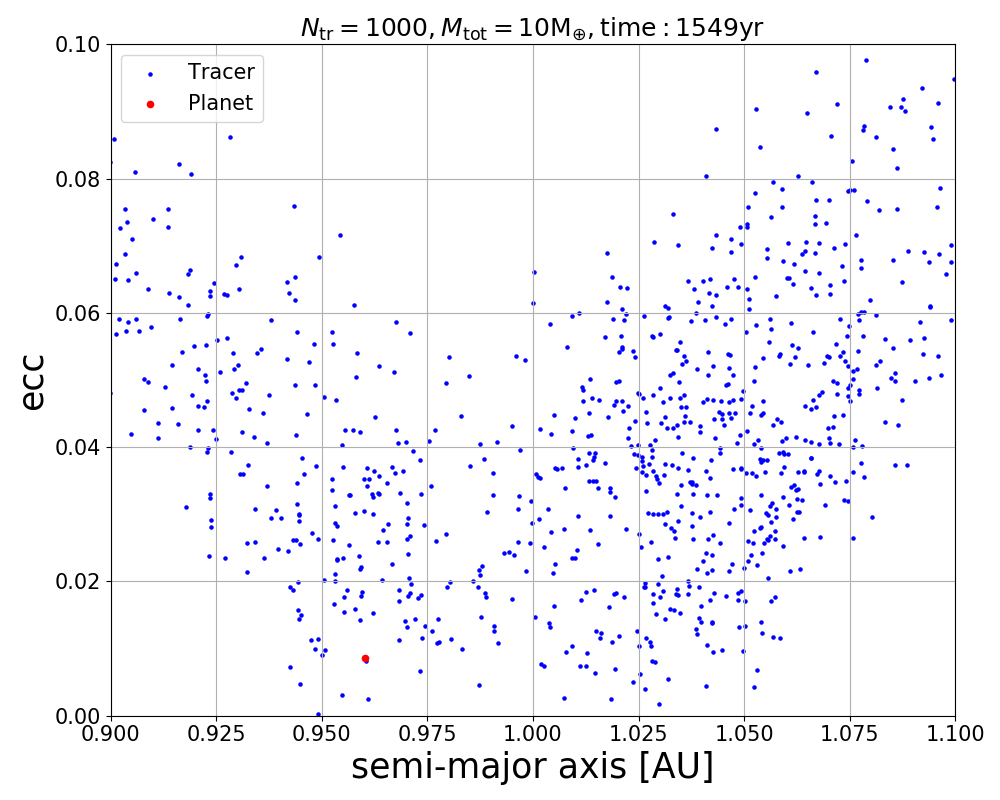 N_tr = 1000, M_tot = 10M_⊕, time : 1549yr
Tracer
Planet
ecc
0.10
0.08
0.06
0.04
0.02
0.00
0.900 0.925 0.950 0.975 1.000 1.025 1.050 1.075 1.100
semi-major axis [AU]